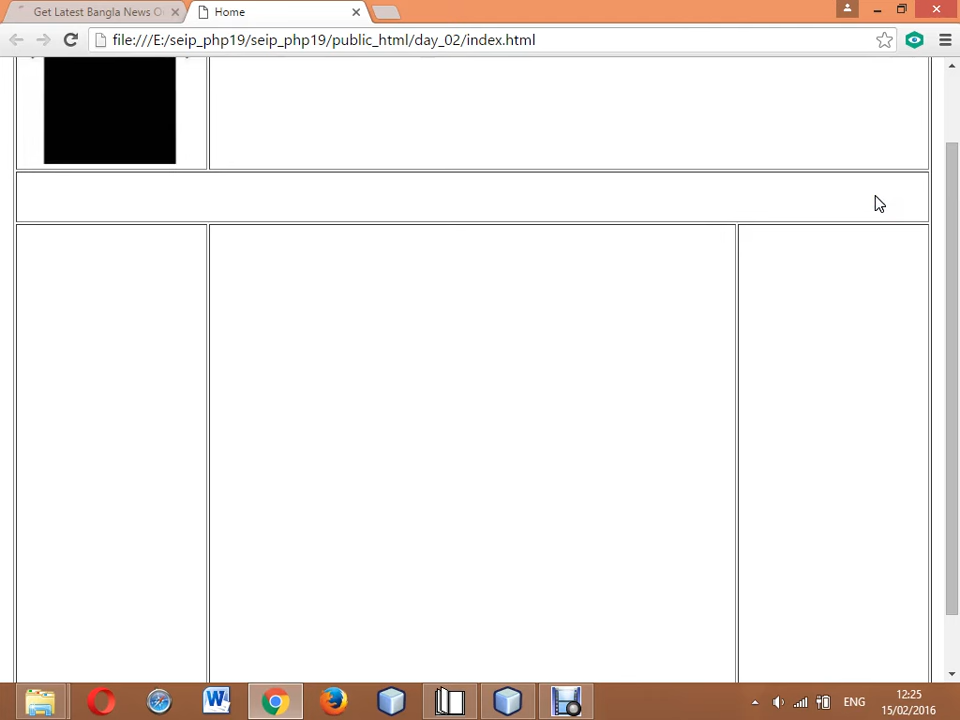 Get Latest Bangla News O
Home
file:///E:/seip_php19/seip_php19/public_html/day_02/index.html
ENG
12:25
15/02/2016